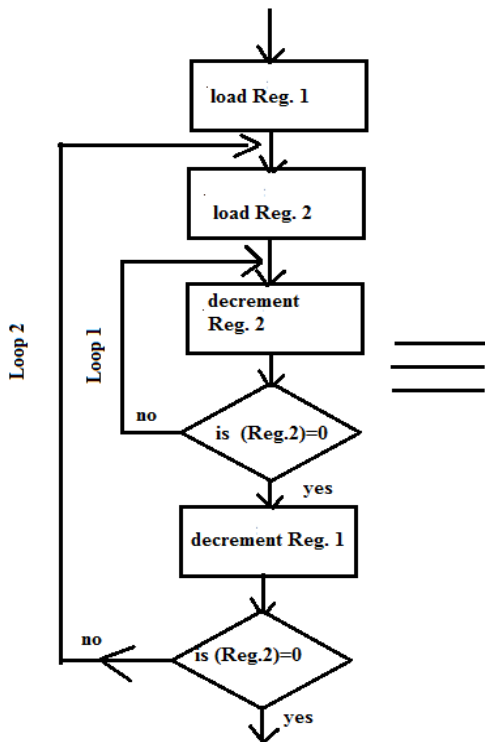 load Reg. 1
load Reg. 2
decrement
Reg. 2
Loop 2
Loop 1
no
is (Reg.2)=0
yes
decrement Reg. 1
no
is (Reg.2)=0
yes